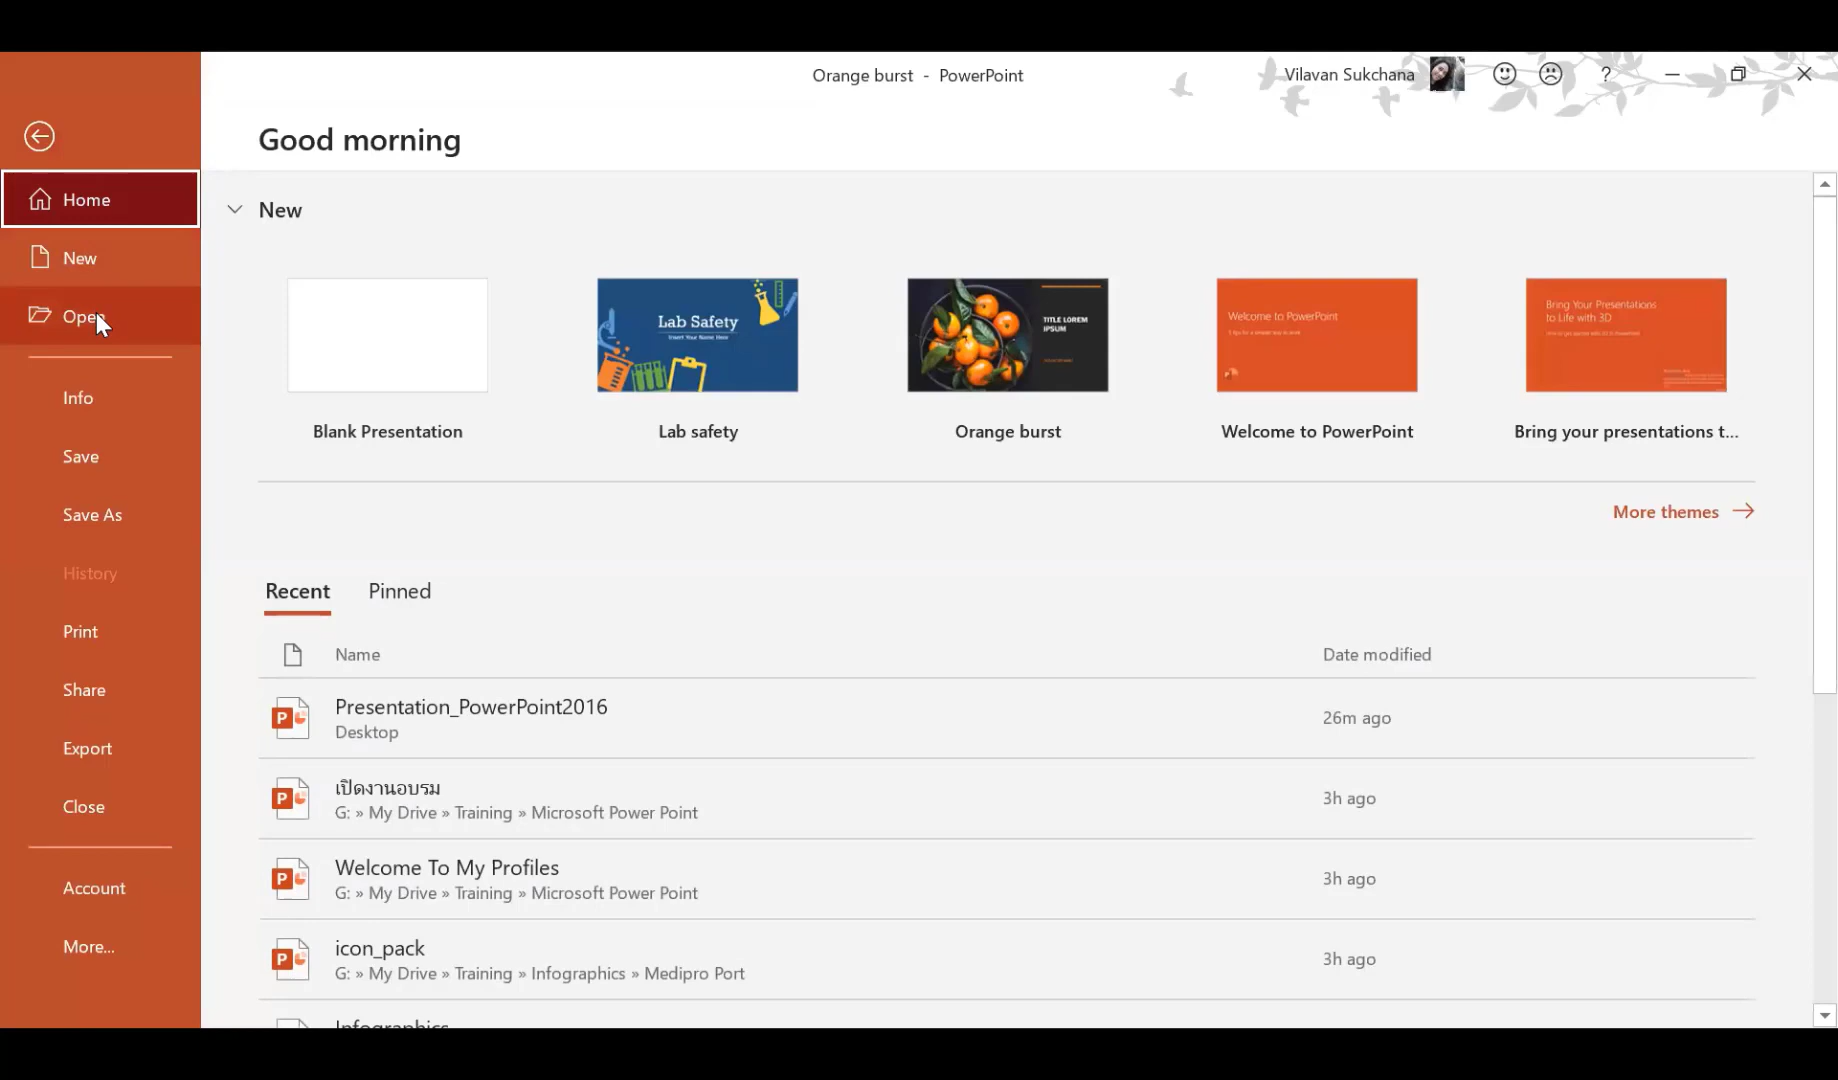 Orange burst - PowerPoint
Vilavan Sukchana
?
Good morning
Home
New
Open
Info
Save
Save As
History
Print
Share
Export
Close
Account
More...
New
Lab Safety
Insert Your Name Here
TITLE LOREM
IPSUM
Welcome to PowerPoint
Bring Your Presentations
to Life with 3D
Blank Presentation
Lab safety
Orange burst
Welcome to PowerPoint
Bring your presentations t...
More themes
Recent
Pinned
Name
Date modified
Presentation_PowerPoint2016
Desktop
26m ago
เปิดงานอบรม
G: » My Drive » Training » Microsoft Power Point
3h ago
Welcome To My Profiles
G: » My Drive » Training » Microsoft Power Point
3h ago
icon_pack
G: » My Drive » Training » Infographics » Medipro Port
3h ago
Infographics